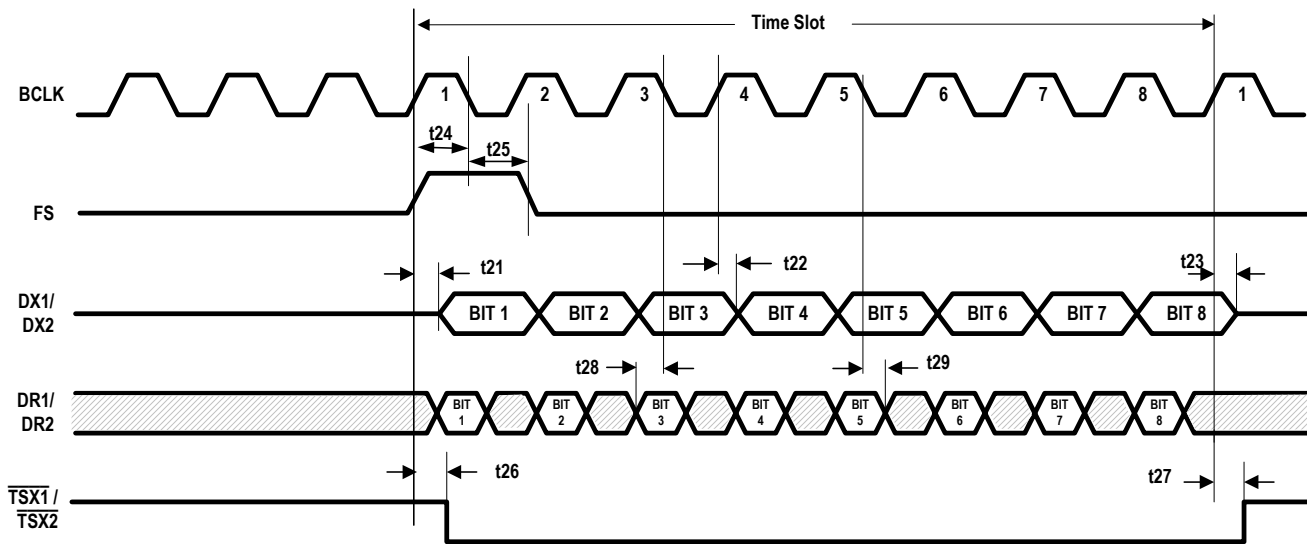 Time Slot
BCLK
1 2 3 4 5 6 7 8 1
t24
t25
FS
t21
t22
t23
DX1/
DX2
BIT 1 BIT 2 BIT 3 BIT 4 BIT 5 BIT 6 BIT 7 BIT 8
t28
t29
DR1/
DR2
BIT BIT BIT BIT BIT BIT BIT BIT
1 2 3 4 5 6 7 8
t26
t27
TSX1 /
TSX2